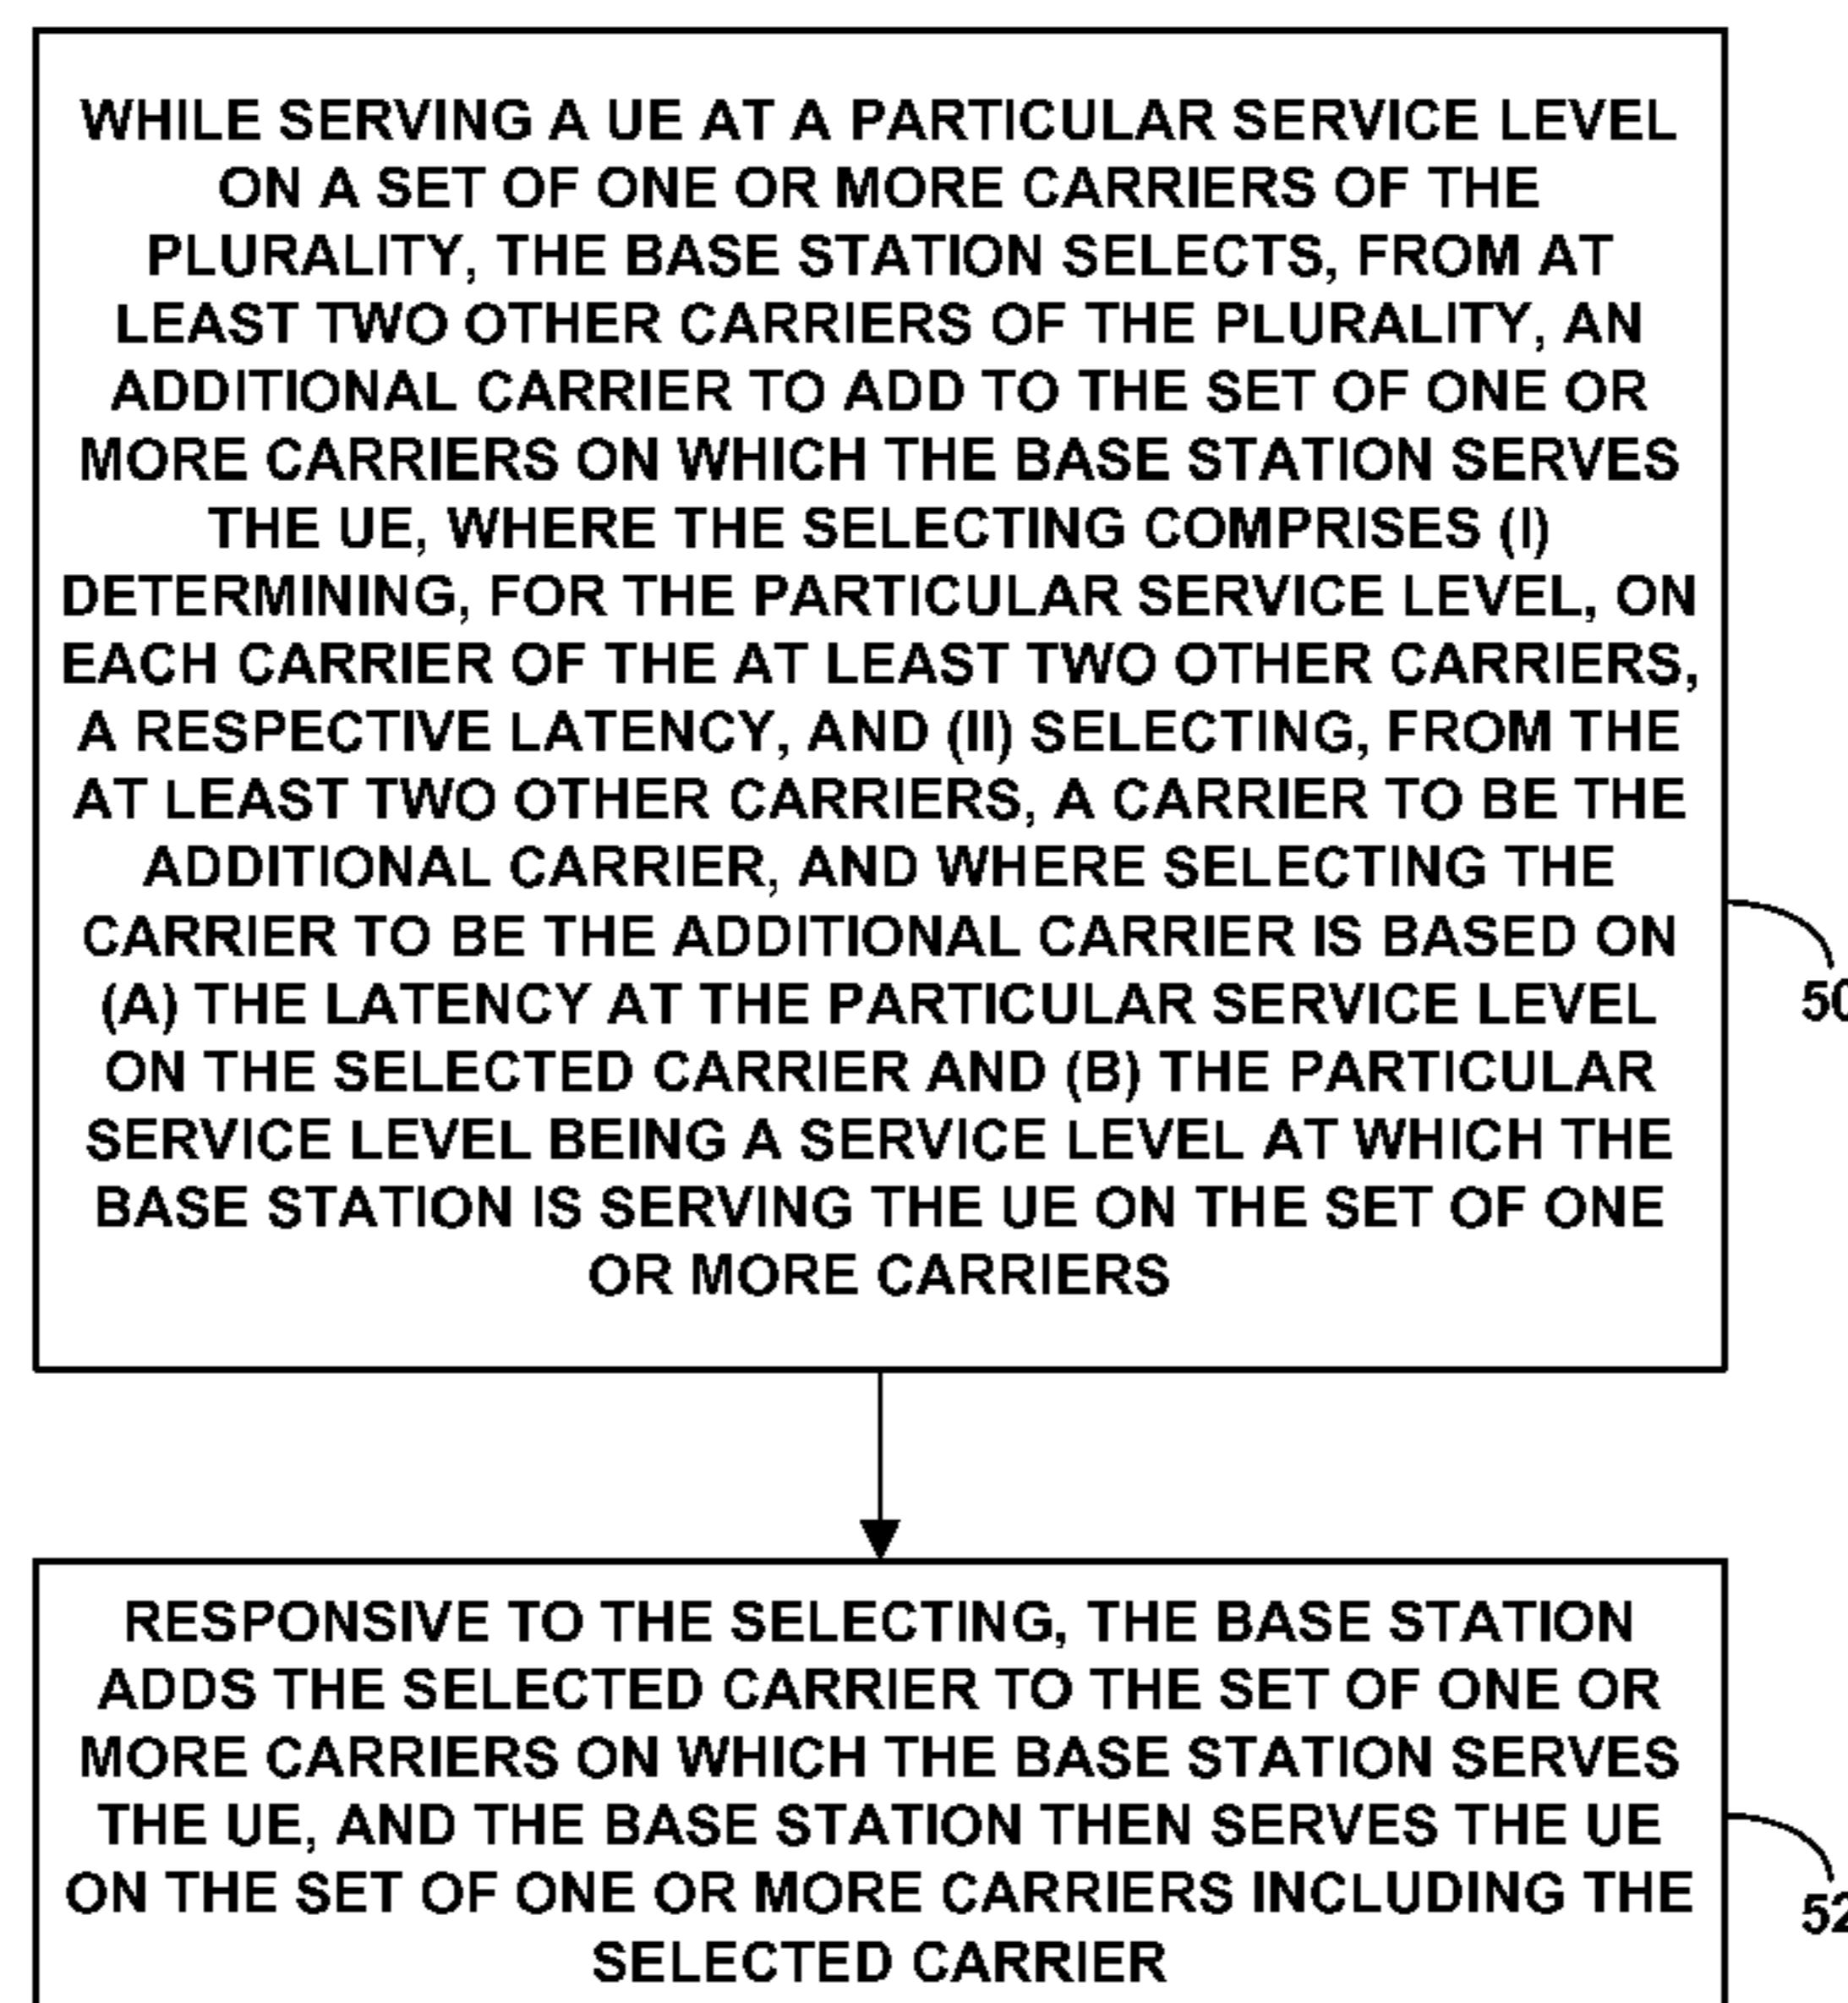 WHILE SERVING A UE AT A PARTICULAR SERVICE LEVEL
ON A SET OF ONE OR MORE CARRIERS OF THE
PLURALITY, THE BASE STATION SELECTS, FROM AT
LEAST TWO OTHER CARRIERS OF THE PLURALITY, AN
ADDITIONAL CARRIER TO ADD TO THE SET OF ONE OR
MORE CARRIERS ON WHICH THE BASE STATION SERVES
THE UE, WHERE THE SELECTING COMPRISES (I)
DETERMINING, FOR THE PARTICULAR SERVICE LEVEL, ON
EACH CARRIER OF THE AT LEAST TWO OTHER CARRIERS,
A RESPECTIVE LATENCY, AND (II) SELECTING, FROM THE
AT LEAST TWO OTHER CARRIERS, A CARRIER TO BE THE
ADDITIONAL CARRIER, AND WHERE SELECTING THE
CARRIER TO BE THE ADDITIONAL CARRIER IS BASED ON
(A) THE LATENCY AT THE PARTICULAR SERVICE LEVEL
ON THE SELECTED CARRIER AND (B) THE PARTICULAR
SERVICE LEVEL BEING A SERVICE LEVEL AT WHICH THE
BASE STATION IS SERVING THE UE ON THE SET OF ONE
OR MORE CARRIERS
50
RESPONSIVE TO THE SELECTING, THE BASE STATION
ADDS THE SELECTED CARRIER TO THE SET OF ONE OR
MORE CARRIERS ON WHICH THE BASE STATION SERVES
THE UE, AND THE BASE STATION THEN SERVES THE UE
ON THE SET OF ONE OR MORE CARRIERS INCLUDING THE
SELECTED CARRIER
52